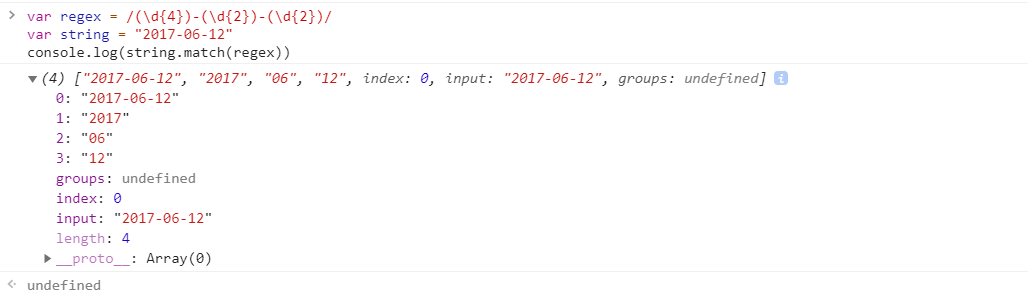 > var regex = /(\d{4})-(\d{2})-(\d{2})/
var string = "2017-06-12"
console.log(string.match(regex))
▼(4) ["2017-06-12", "2017", "06", "12", index: 0, input: "2017-06-12", groups: undefined] i
0: "2017-06-12"
1: "2017"
2: "06"
3: "12"
groups: undefined
index: 0
input: "2017-06-12"
length: 4
▶__proto__: Array(0)
undefined